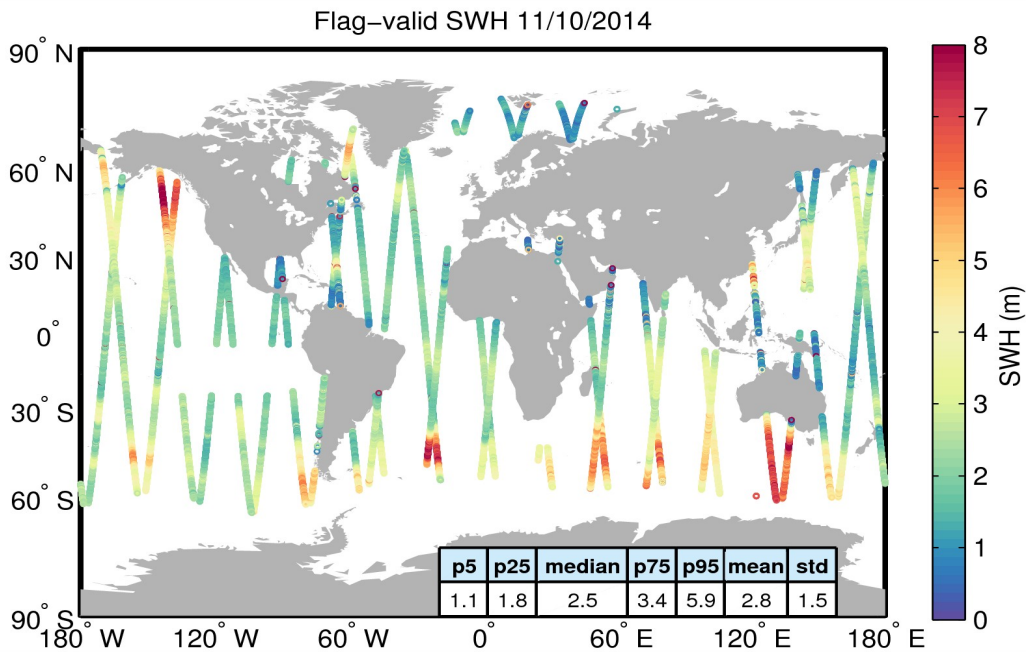 Flag−valid SWH 11/10/2014
90° N
60° N
30° N
0°
30° S
60° S
90° S
180° W
120° W
60° W
0°
60° E
120° E
180° E
p5 p25 median p75 p95 mean std
1.1 1.8 2.5 3.4 5.9 2.8 1.5
8
7
6
5
4
3
2
1
0
SWH (m)